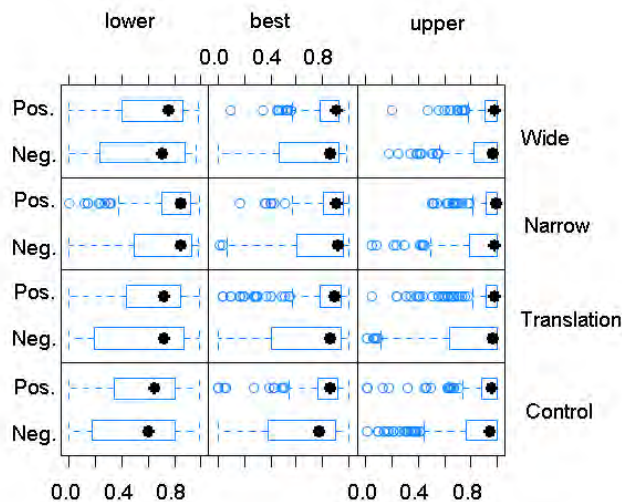 lower best upper
0.0 0.4 0.8
Pos.
Neg.
Wide
Pos.
Neg.
Narrow
Pos.
Neg.
Translation
Pos.
Neg.
Control
0.0 0.4 0.8 0.0 0.4 0.8